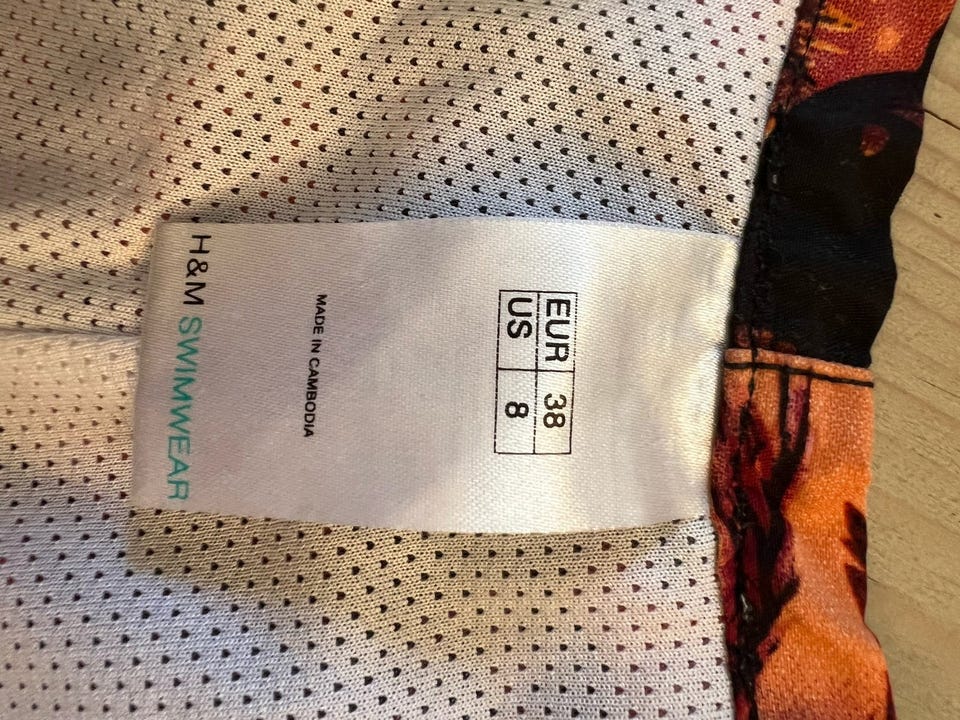 EUR 38
US 8
MADE IN CAMBODIA
H&M SWIMWEAR